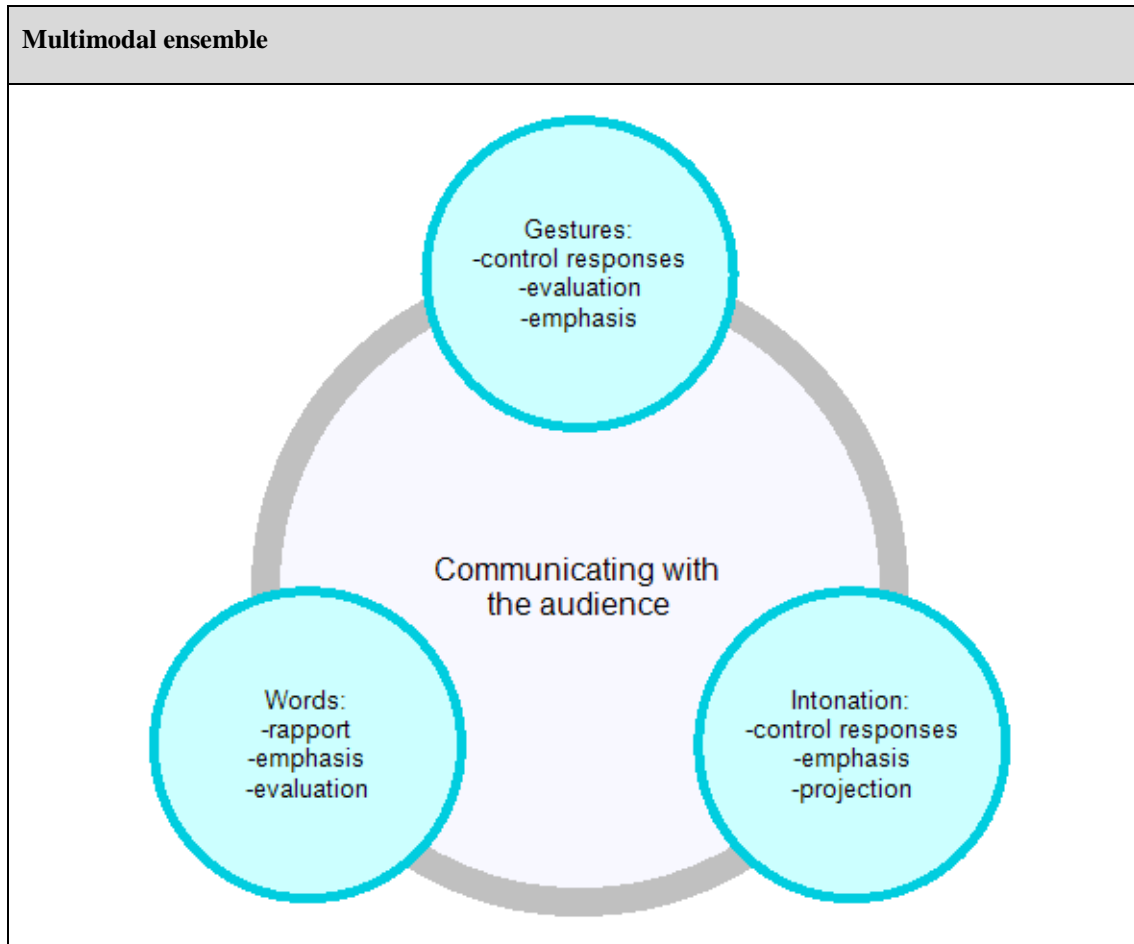 Multimodal ensemble
Gestures:
-control responses
-evaluation
-emphasis
Communicating with
the audience
Words:
-rapport
-emphasis
-evaluation
Intonation:
-control responses
-emphasis
-projection